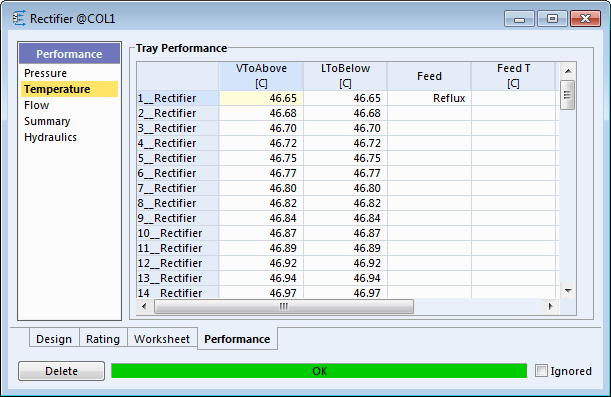 Rectifier @COL1
Performance
Pressure
Temperature
Flow
Summary
Hydraulics
Tray Performance
VToAbove LToBelow Feed Feed T
[C] [C] [C]
1__Rectifier 46.65 46.65 Reflux
2__Rectifier 46.68 46.68
3__Rectifier 46.70 46.70
4__Rectifier 46.72 46.72
5__Rectifier 46.75 46.75
6__Rectifier 46.77 46.77
7__Rectifier 46.80 46.80
8__Rectifier 46.82 46.82
9__Rectifier 46.84 46.84
10__Rectifier 46.87 46.87
11__Rectifier 46.89 46.89
12__Rectifier 46.92 46.92
13__Rectifier 46.94 46.94
14__Rectifier 46.97 46.97
Design Rating Worksheet Performance
Delete OK Ignored